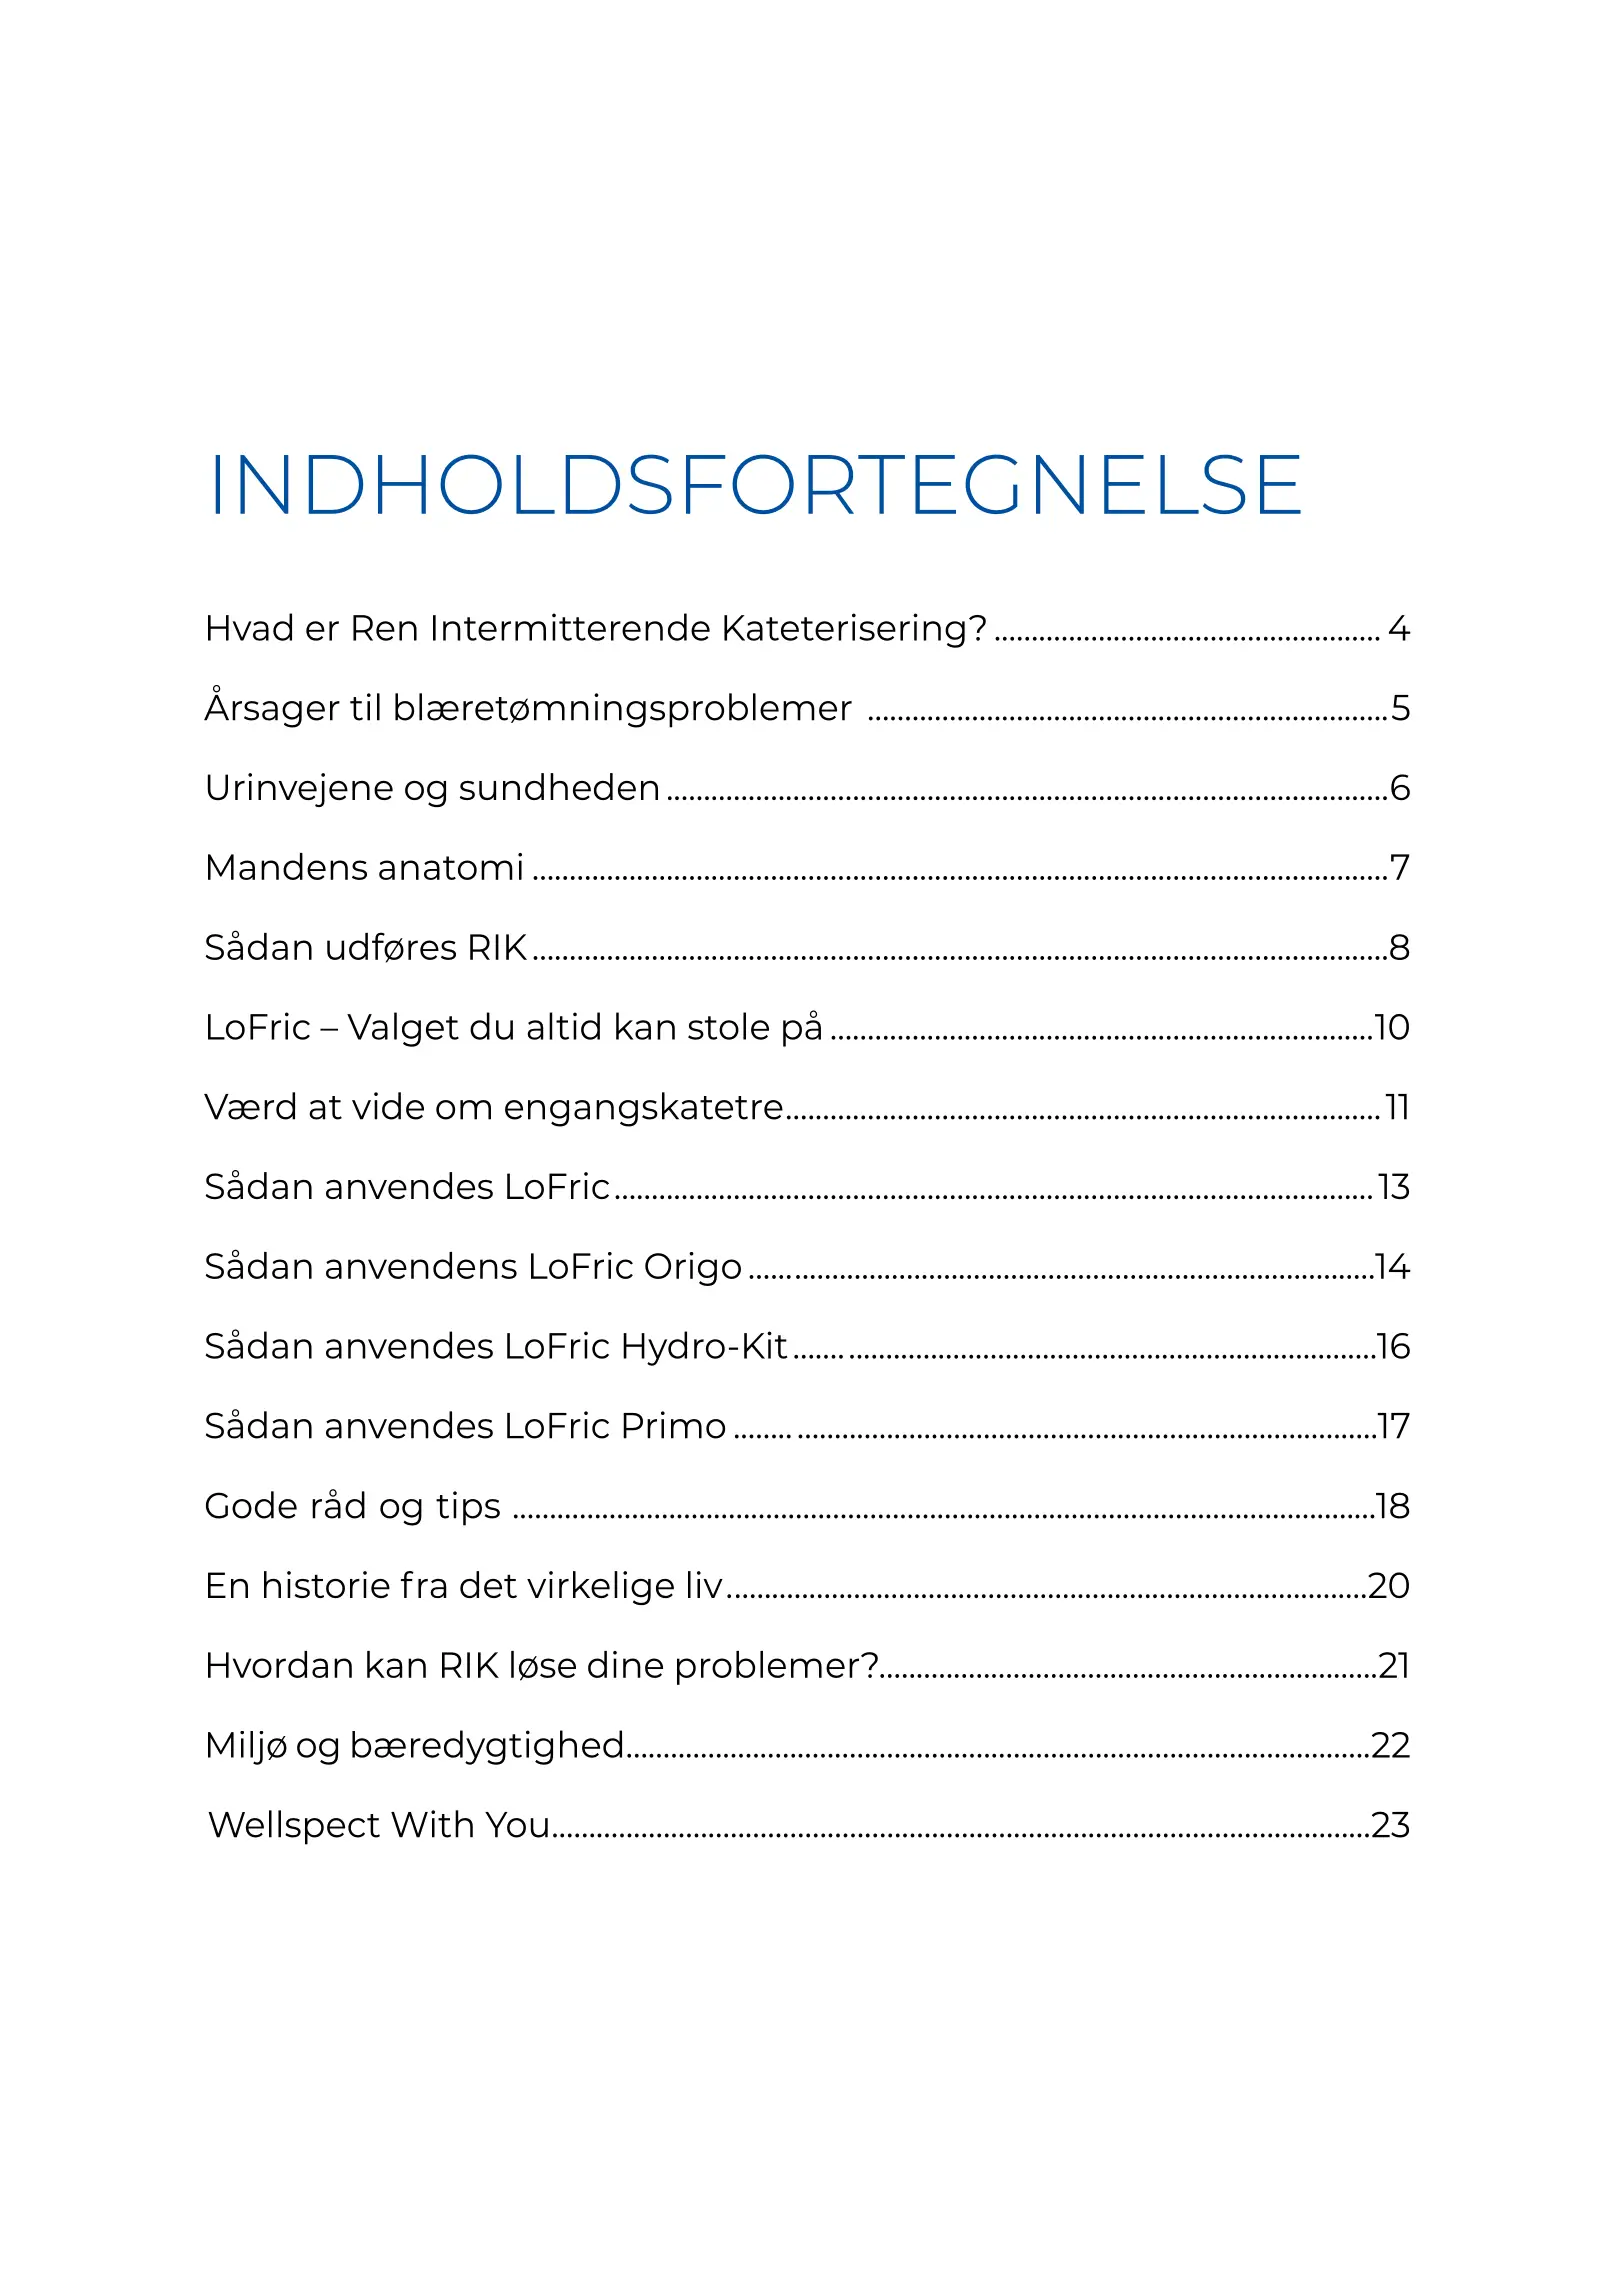 INDHOLDSFORTEGNELSE
Hvad er Ren Intermitterende Kateterisering? .................................................... 4
Årsager til blæretømningsproblemer ......................................................................5
Urinvejene og sundheden .................................................................................................6
Mandens anatomi ...................................................................................................................7
Sådan udføres RIK ...................................................................................................................8
LoFric – Valget du altid kan stole på .........................................................................10
Værd at vide om engangskatetre................................................................................ 11
Sådan anvendes LoFric ...................................................................................................... 13
Sådan anvendens LoFric Origo ....................................................................................14
Sådan anvendes LoFric Hydro-Kit ....... .......................................................................16
Sådan anvendes LoFric Primo ........ ..............................................................................17
Gode råd og tips ....................................................................................................................18
En historie fra det virkelige liv......................................................................................20
Hvordan kan RIK løse dine problemer?...................................................................21
Miljø og bæredygtighed....................................................................................................22
Wellspect With You..............................................................................................................23